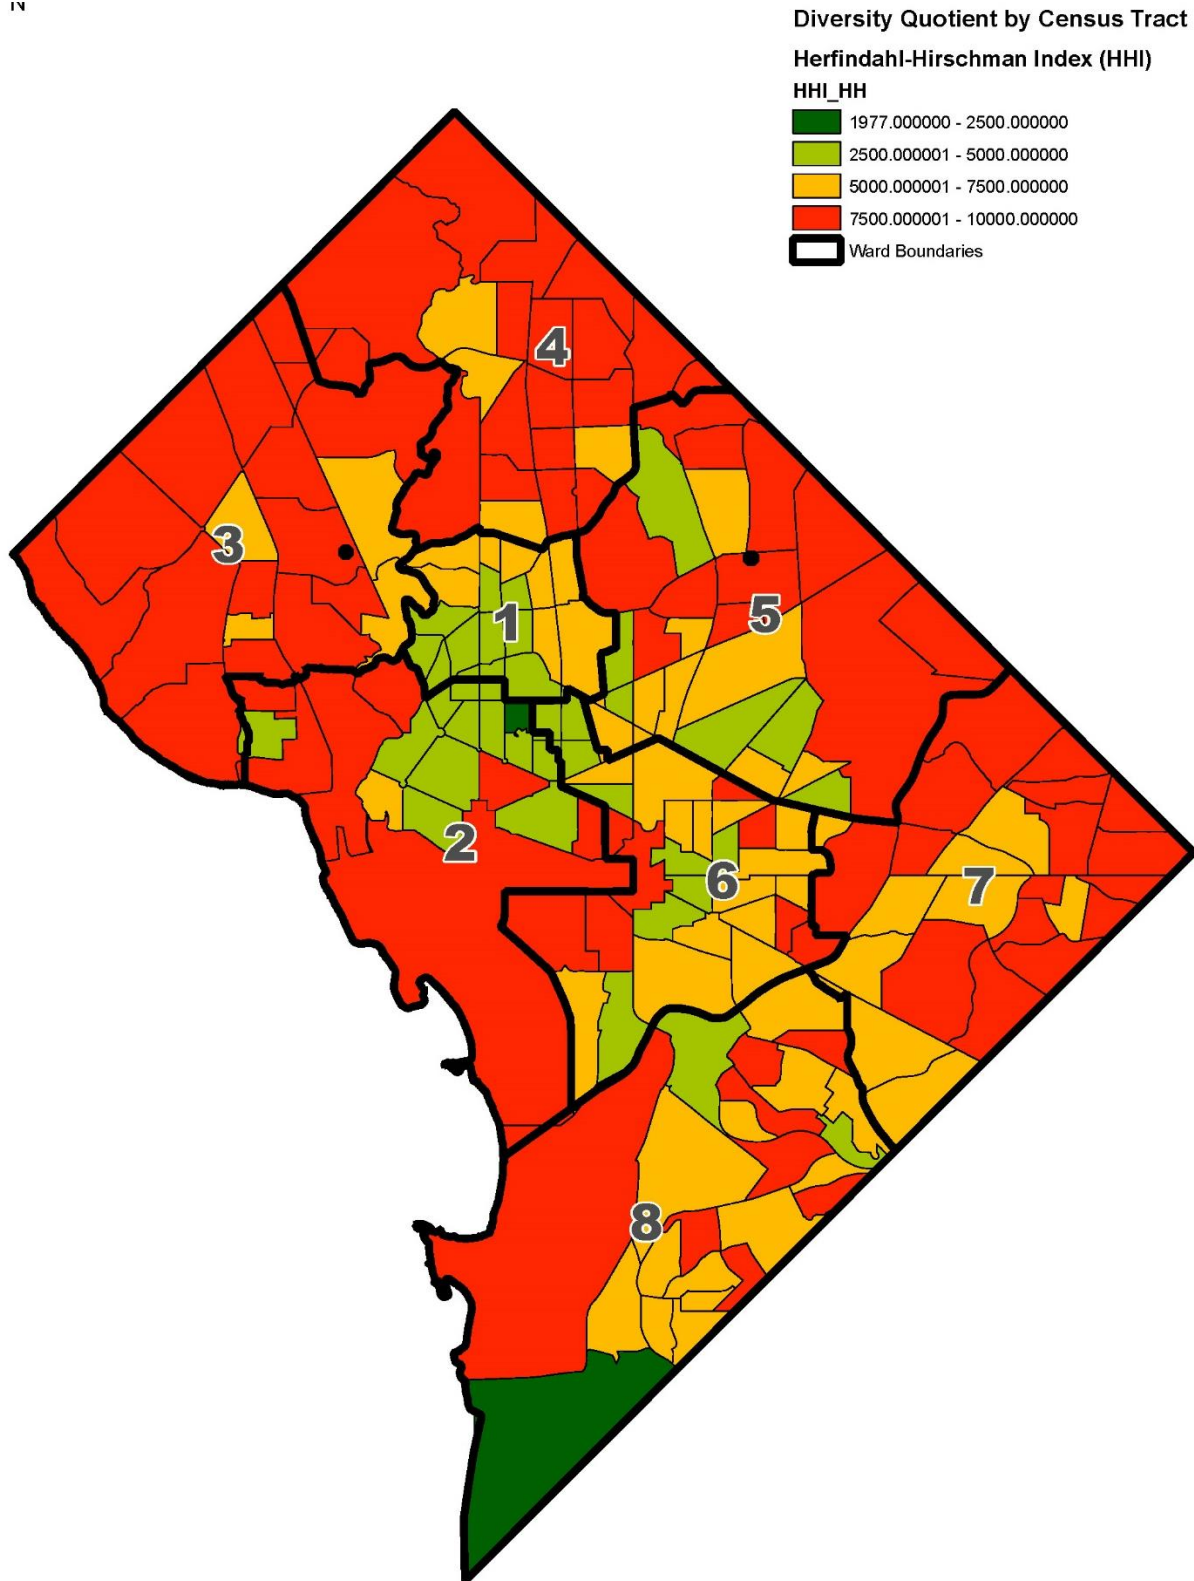 N
Diversity Quotient by Census Tract
Herfindahl-Hirschman Index (HHI)
HHI_HH
1977.000000 - 2500.000000
2500.000001 - 5000.000000
5000.000001 - 7500.000000
7500.000001 - 10000.000000
Ward Boundaries
4
3
1
5
2
6
7
8